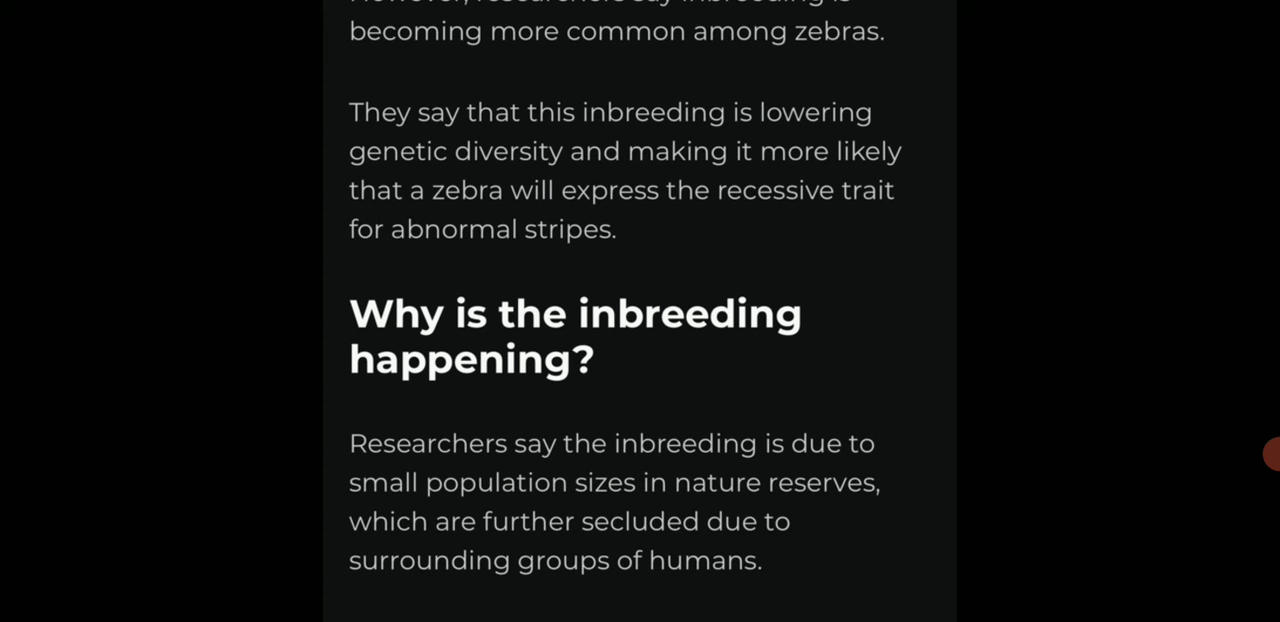 becoming more common among zebras.
They say that this inbreeding is lowering
genetic diversity and making it more likely
that a zebra will express the recessive trait
for abnormal stripes.
Why is the inbreeding
happening?
Researchers say the inbreeding is due to
small population sizes in nature reserves,
which are further secluded due to
surrounding groups of humans.